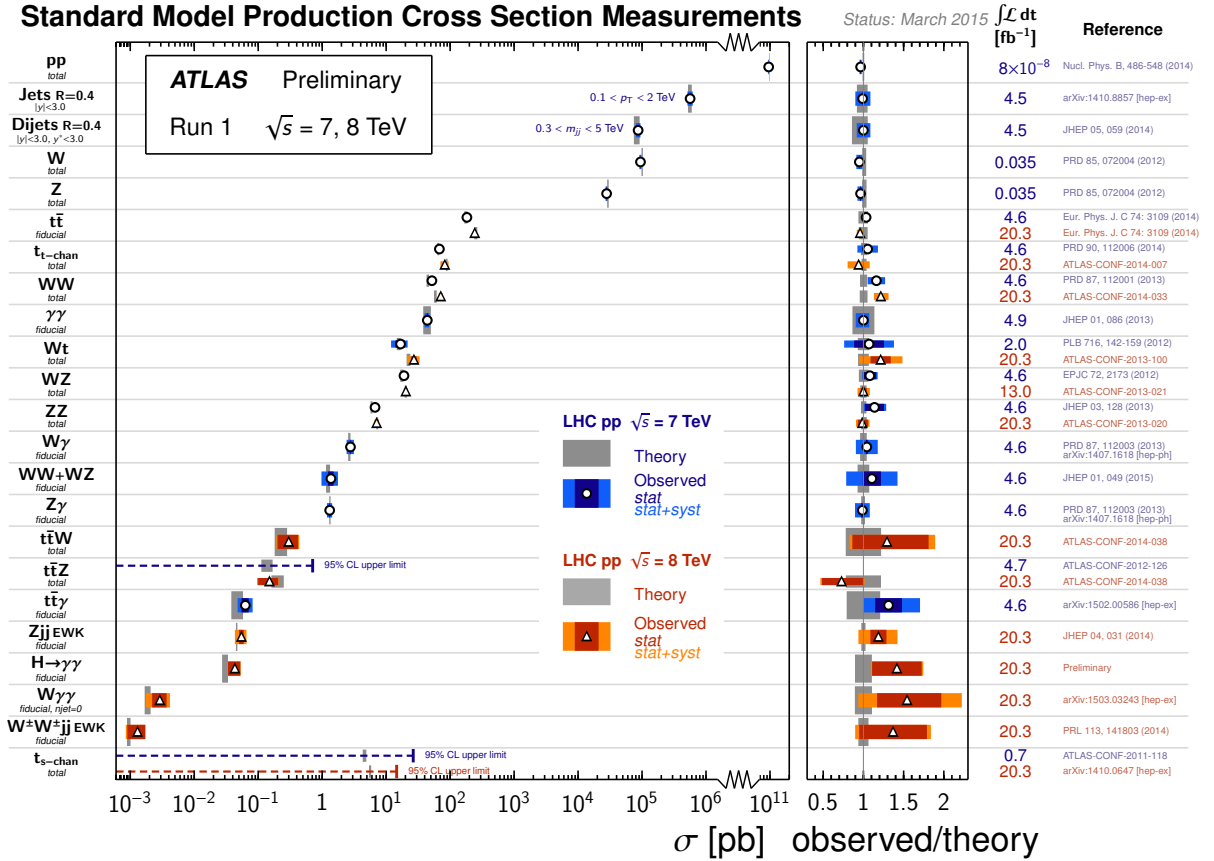 Standard Model Production Cross Section Measurements
Status: March 2015
∫L dt
[fb⁻¹]
Reference
ATLAS Preliminary
Run 1 √s = 7, 8 TeV
pp
total
8×10⁻⁸
Nucl. Phys. B, 486-548 (2014)
Jets R=0.4
|y|<3.0
0.1 < pT < 2 TeV
4.5
arXiv:1410.8857 [hep-ex]
Dijets R=0.4
|y|<3.0, y*<3.0
0.3 < mjj < 5 TeV
4.5
JHEP 05, 059 (2014)
W
total
0.035
PRD 85, 072004 (2012)
Z
total
0.035
PRD 85, 072004 (2012)
tt̄
fiducial
4.6
Eur. Phys. J. C 74: 3109 (2014)
20.3
Eur. Phys. J. C 74: 3109 (2014)
t t−chan
total
4.6
PRD 90, 112006 (2014)
20.3
ATLAS-CONF-2014-007
WW
total
4.6
PRD 87, 112001 (2013)
20.3
ATLAS-CONF-2014-033
γγ
fiducial
4.9
JHEP 01, 086 (2013)
Wt
total
2.0
PLB 716, 142-159 (2012)
20.3
ATLAS-CONF-2013-100
WZ
total
4.6
EPJC 72, 2173 (2012)
13.0
ATLAS-CONF-2013-021
ZZ
total
4.6
JHEP 03, 128 (2013)
20.3
ATLAS-CONF-2013-020
Wγ
fiducial
4.6
PRD 87, 112003 (2013)
arXiv:1407.1618 [hep-ph]
WW+WZ
fiducial
4.6
JHEP 01, 049 (2015)
Zγ
fiducial
4.6
PRD 87, 112003 (2013)
arXiv:1407.1618 [hep-ph]
tt̄W
total
20.3
ATLAS-CONF-2014-038
tt̄Z
total
95% CL upper limit
4.7
ATLAS-CONF-2012-126
20.3
ATLAS-CONF-2014-038
tt̄γ
fiducial
4.6
arXiv:1502.00586 [hep-ex]
Zjj EWK
fiducial
20.3
JHEP 04, 031 (2014)
H→γγ
fiducial
20.3
Preliminary
Wγγ
fiducial, njet=0
20.3
arXiv:1503.03243 [hep-ex]
W±W±jj EWK
fiducial
20.3
PRL 113, 141803 (2014)
t s−chan
total
95% CL upper limit
0.7
ATLAS-CONF-2011-118
95% CL upper limit
20.3
arXiv:1410.0647 [hep-ex]
LHC pp √s = 7 TeV
Theory
Observed
stat
stat+syst
LHC pp √s = 8 TeV
Theory
Observed
stat
stat+syst
10⁻³ 10⁻² 10⁻¹ 1 10¹ 10² 10³ 10⁴ 10⁵ 10⁶ 10¹¹
0.5 1 1.5 2
σ [pb]
observed/theory